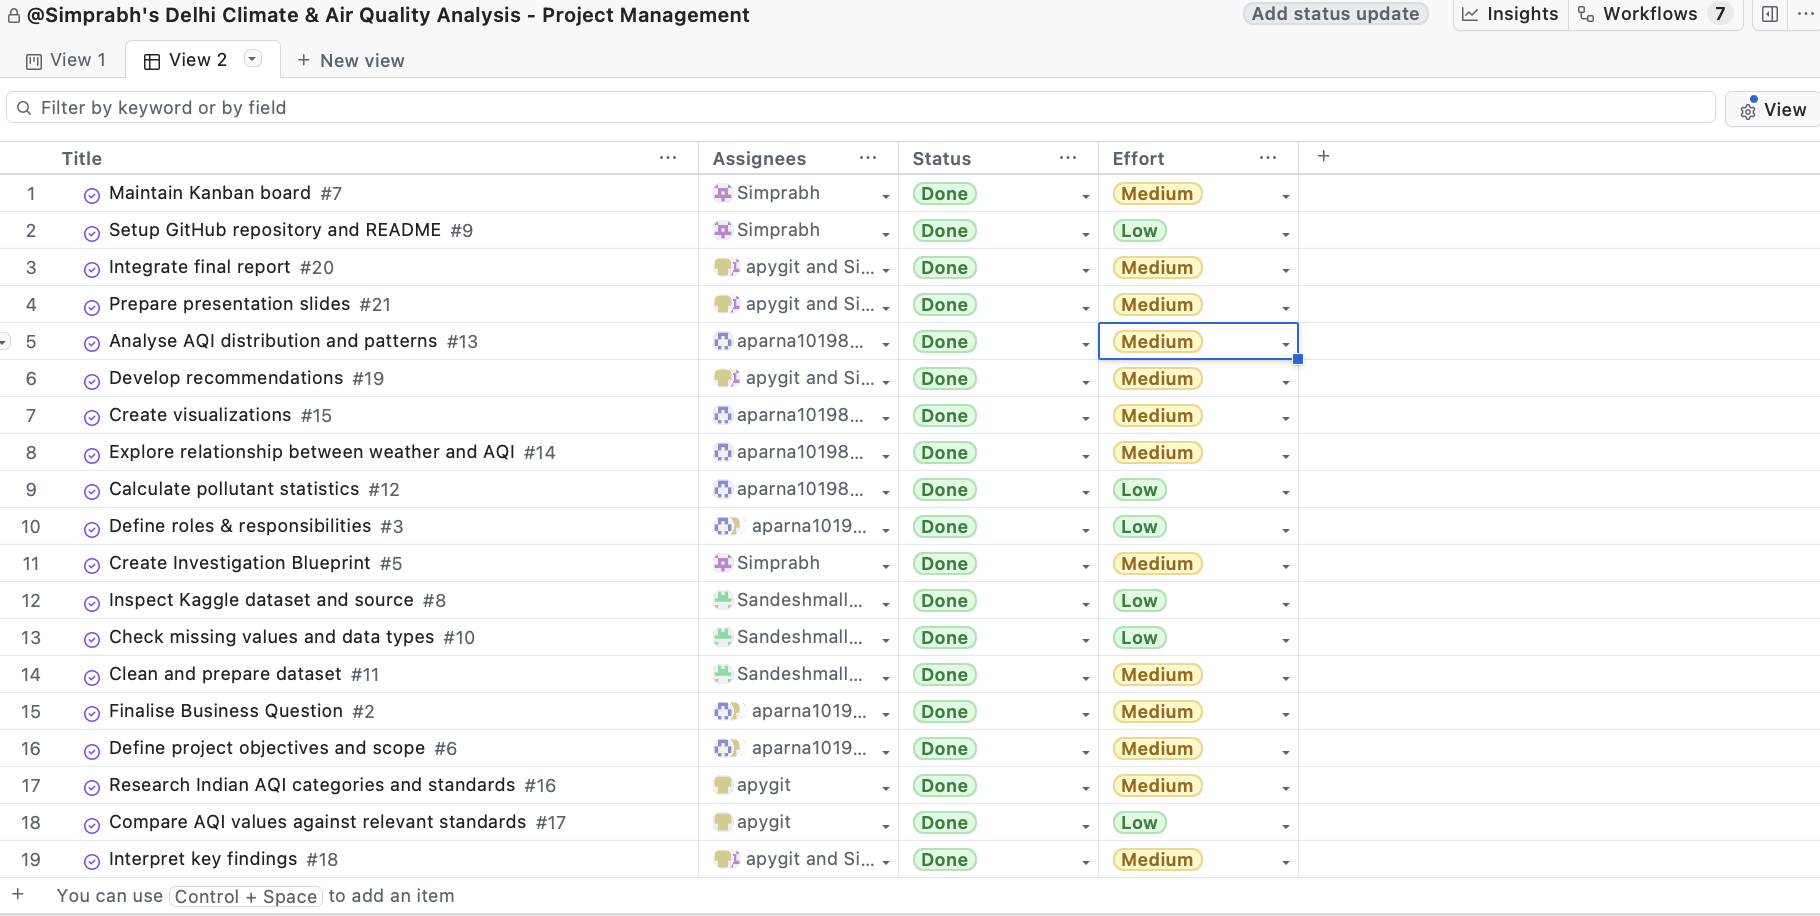 @Simprabh's Delhi Climate & Air Quality Analysis - Project Management
Add status update
Insights
Workflows 7
View 1
View 2
+ New view
Filter by keyword or by field
View
Title ... Assignees ... Status ... Effort ... +
1 Maintain Kanban board #7 Simprabh Done Medium
2 Setup GitHub repository and README #9 Simprabh Done Low
3 Integrate final report #20 apygit and Si... Done Medium
4 Prepare presentation slides #21 apygit and Si... Done Medium
5 Analyse AQI distribution and patterns #13 aparna10198... Done Medium
6 Develop recommendations #19 apygit and Si... Done Medium
7 Create visualizations #15 aparna10198... Done Medium
8 Explore relationship between weather and AQI #14 aparna10198... Done Medium
9 Calculate pollutant statistics #12 aparna10198... Done Low
10 Define roles & responsibilities #3 aparna1019... Done Low
11 Create Investigation Blueprint #5 Simprabh Done Medium
12 Inspect Kaggle dataset and source #8 Sandeshmall... Done Low
13 Check missing values and data types #10 Sandeshmall... Done Low
14 Clean and prepare dataset #11 Sandeshmall... Done Medium
15 Finalise Business Question #2 aparna1019... Done Medium
16 Define project objectives and scope #6 aparna1019... Done Medium
17 Research Indian AQI categories and standards #16 apygit Done Medium
18 Compare AQI values against relevant standards #17 apygit Done Low
19 Interpret key findings #18 apygit and Si... Done Medium
+ You can use Control + Space to add an item